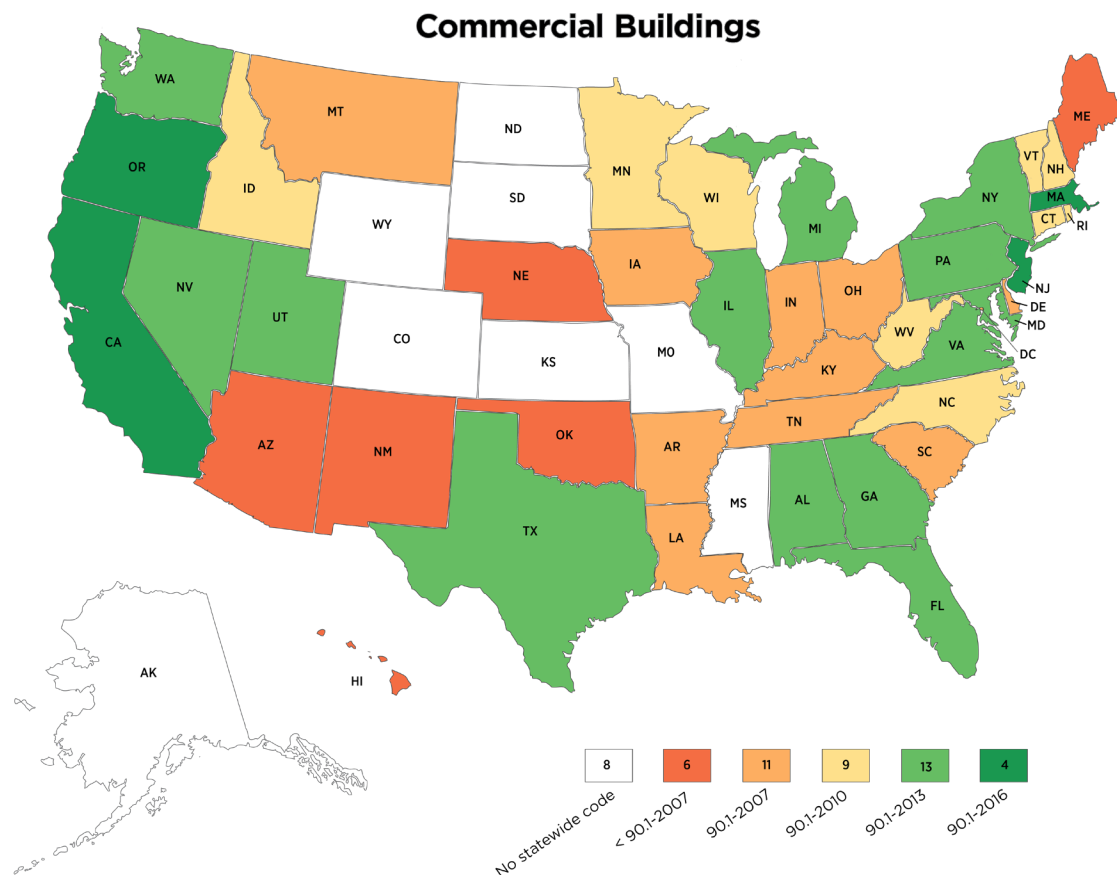 Commercial Buildings
WA
MT
ND
ME
OR
ID
MN
VT
NH
SD
WI
NY
MA
WY
CT
RI
MI
NE
IA
PA
NV
UT
IL
IN
OH
NJ
DE
MD
CA
CO
KS
MO
WV
VA
DC
KY
NC
AZ
NM
OK
AR
TN
SC
TX
MS
AL
GA
LA
FL
AK
HI
8
6
11
9
13
4
No statewide code
< 90.1-2007
90.1-2007
90.1-2010
90.1-2013
90.1-2016